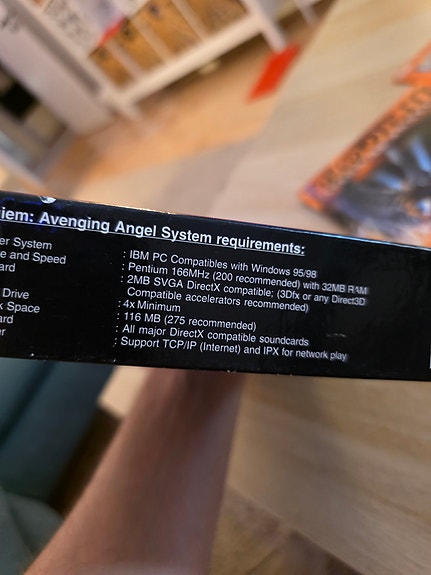 iem: Avenging Angel System requirements:
er System : IBM PC Compatibles with Windows 95/98
e and Speed : Pentium 166MHz (200 recommended) with 32MB RAM
ard : 2MB SVGA DirectX compatible; (3Dfx or any Direct3D
Compatible accelerators recommended)
Drive : 4x Minimum
k Space : 116 MB (275 recommended)
ard : All major DirectX compatible soundcards
er : Support TCP/IP (Internet) and IPX for network play